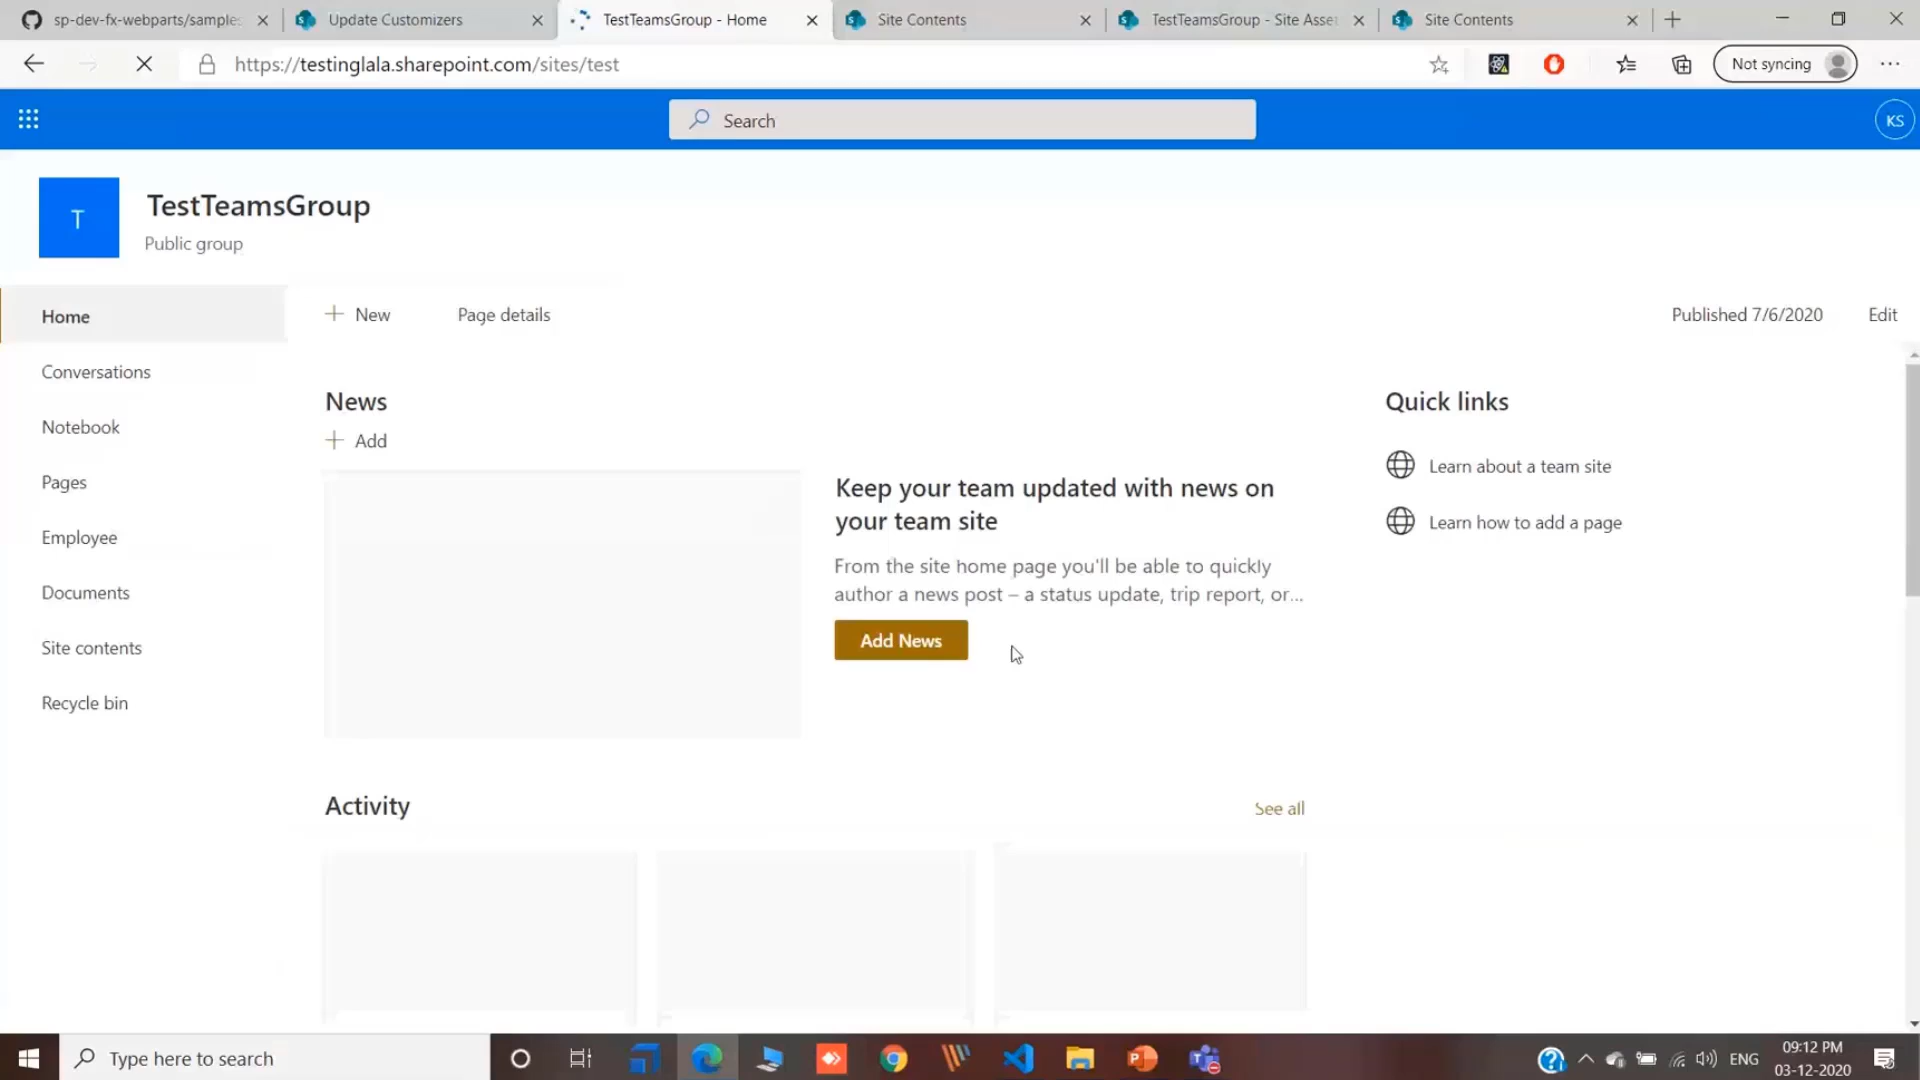 sp-dev-fx-webparts/samples
Update Customizers
TestTeamsGroup - Home
Site Contents
TestTeamsGroup - Site Asset
Site Contents
https://testinglala.sharepoint.com/sites/test
Not syncing
Search
KS
T
TestTeamsGroup
Public group
Home
Conversations
Notebook
Pages
Employee
Documents
Site contents
Recycle bin
New
Page details
Published 7/6/2020
Edit
News
Add
Keep your team updated with news on
your team site
From the site home page you'll be able to quickly
author a news post – a status update, trip report, or...
Add News
Quick links
Learn about a team site
Learn how to add a page
Activity
See all
Type here to search
ENG
09:12 PM
03-12-2020